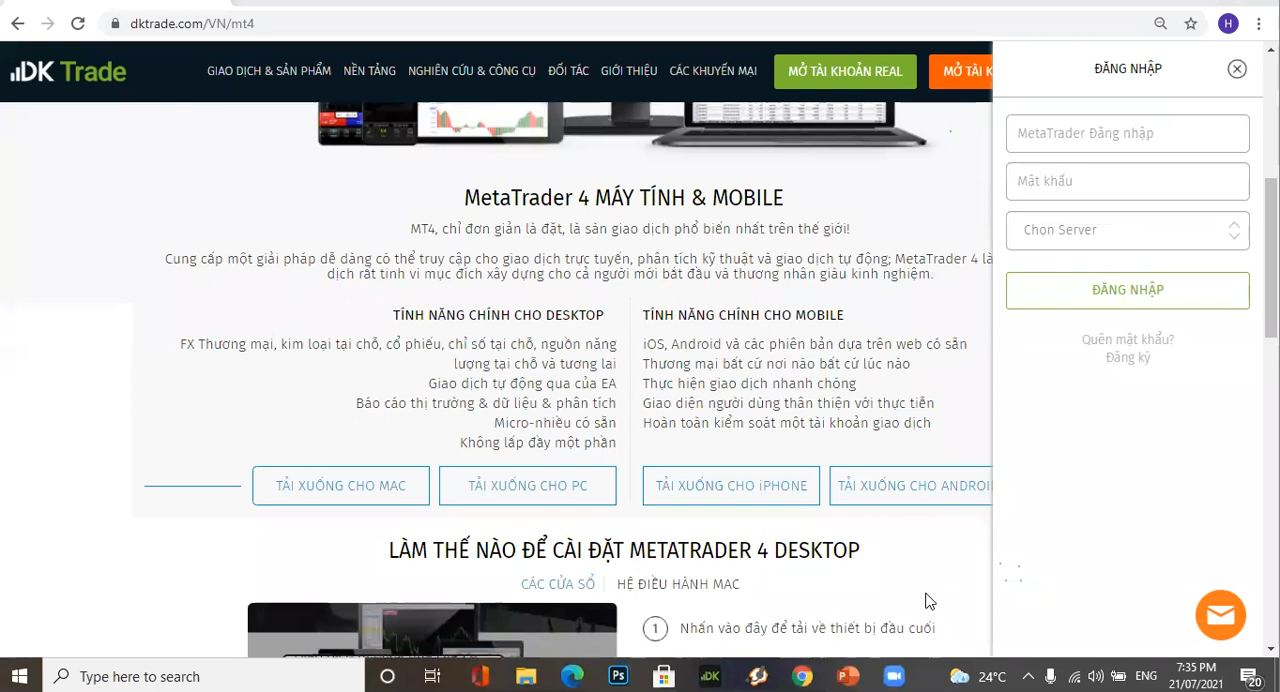 dktrade.com/VN/mt4
H
DK Trade
GIAO DỊCH & SẢN PHẨM NỀN TẢNG NGHIÊN CỨU & CÔNG CỤ ĐỐI TÁC GIỚI THIỆU CÁC KHUYẾN MẠI
MỞ TÀI KHOẢN REAL
MỞ TÀI K
ĐĂNG NHẬP
MetaTrader Đăng nhập
Mật khẩu
Chọn Server
ĐĂNG NHẬP
Quên mật khẩu?
Đăng ký
MetaTrader 4 MÁY TÍNH & MOBILE
MT4, chỉ đơn giản là đặt, là sàn giao dịch phổ biến nhất trên thế giới!
Cung cấp một giải pháp dễ dàng có thể truy cập cho giao dịch trực tuyến, phân tích kỹ thuật và giao dịch tự động; MetaTrader 4 là
dịch rất tinh vi mục đích xây dựng cho cả người mới bắt đầu và thương nhân giàu kinh nghiệm.
TÍNH NĂNG CHÍNH CHO DESKTOP
FX Thương mại, kim loại tại chỗ, cổ phiếu, chỉ số tại chỗ, nguồn năng
lượng tại chỗ và tương lai
Giao dịch tự động qua của EA
Báo cáo thị trường & dữ liệu & phân tích
Micro-nhiều có sẵn
Không lấp đầy một phần
TÍNH NĂNG CHÍNH CHO MOBILE
iOS, Android và các phiên bản dựa trên web có sẵn
Thương mại bất cứ nơi nào bất cứ lúc nào
Thực hiện giao dịch nhanh chóng
Giao diện người dùng thân thiện với thực tiễn
Hoàn toàn kiểm soát một tài khoản giao dịch
TẢI XUỐNG CHO MAC
TẢI XUỐNG CHO PC
TẢI XUỐNG CHO iPHONE
TẢI XUỐNG CHO ANDROI
LÀM THẾ NÀO ĐỂ CÀI ĐẶT METATRADER 4 DESKTOP
CÁC CỬA SỔ HỆ ĐIỀU HÀNH MAC
1 Nhấn vào đây để tải về thiết bị đầu cuối
Type here to search
Ps
DK
24°C
ENG
7:35 PM
21/07/2021
20